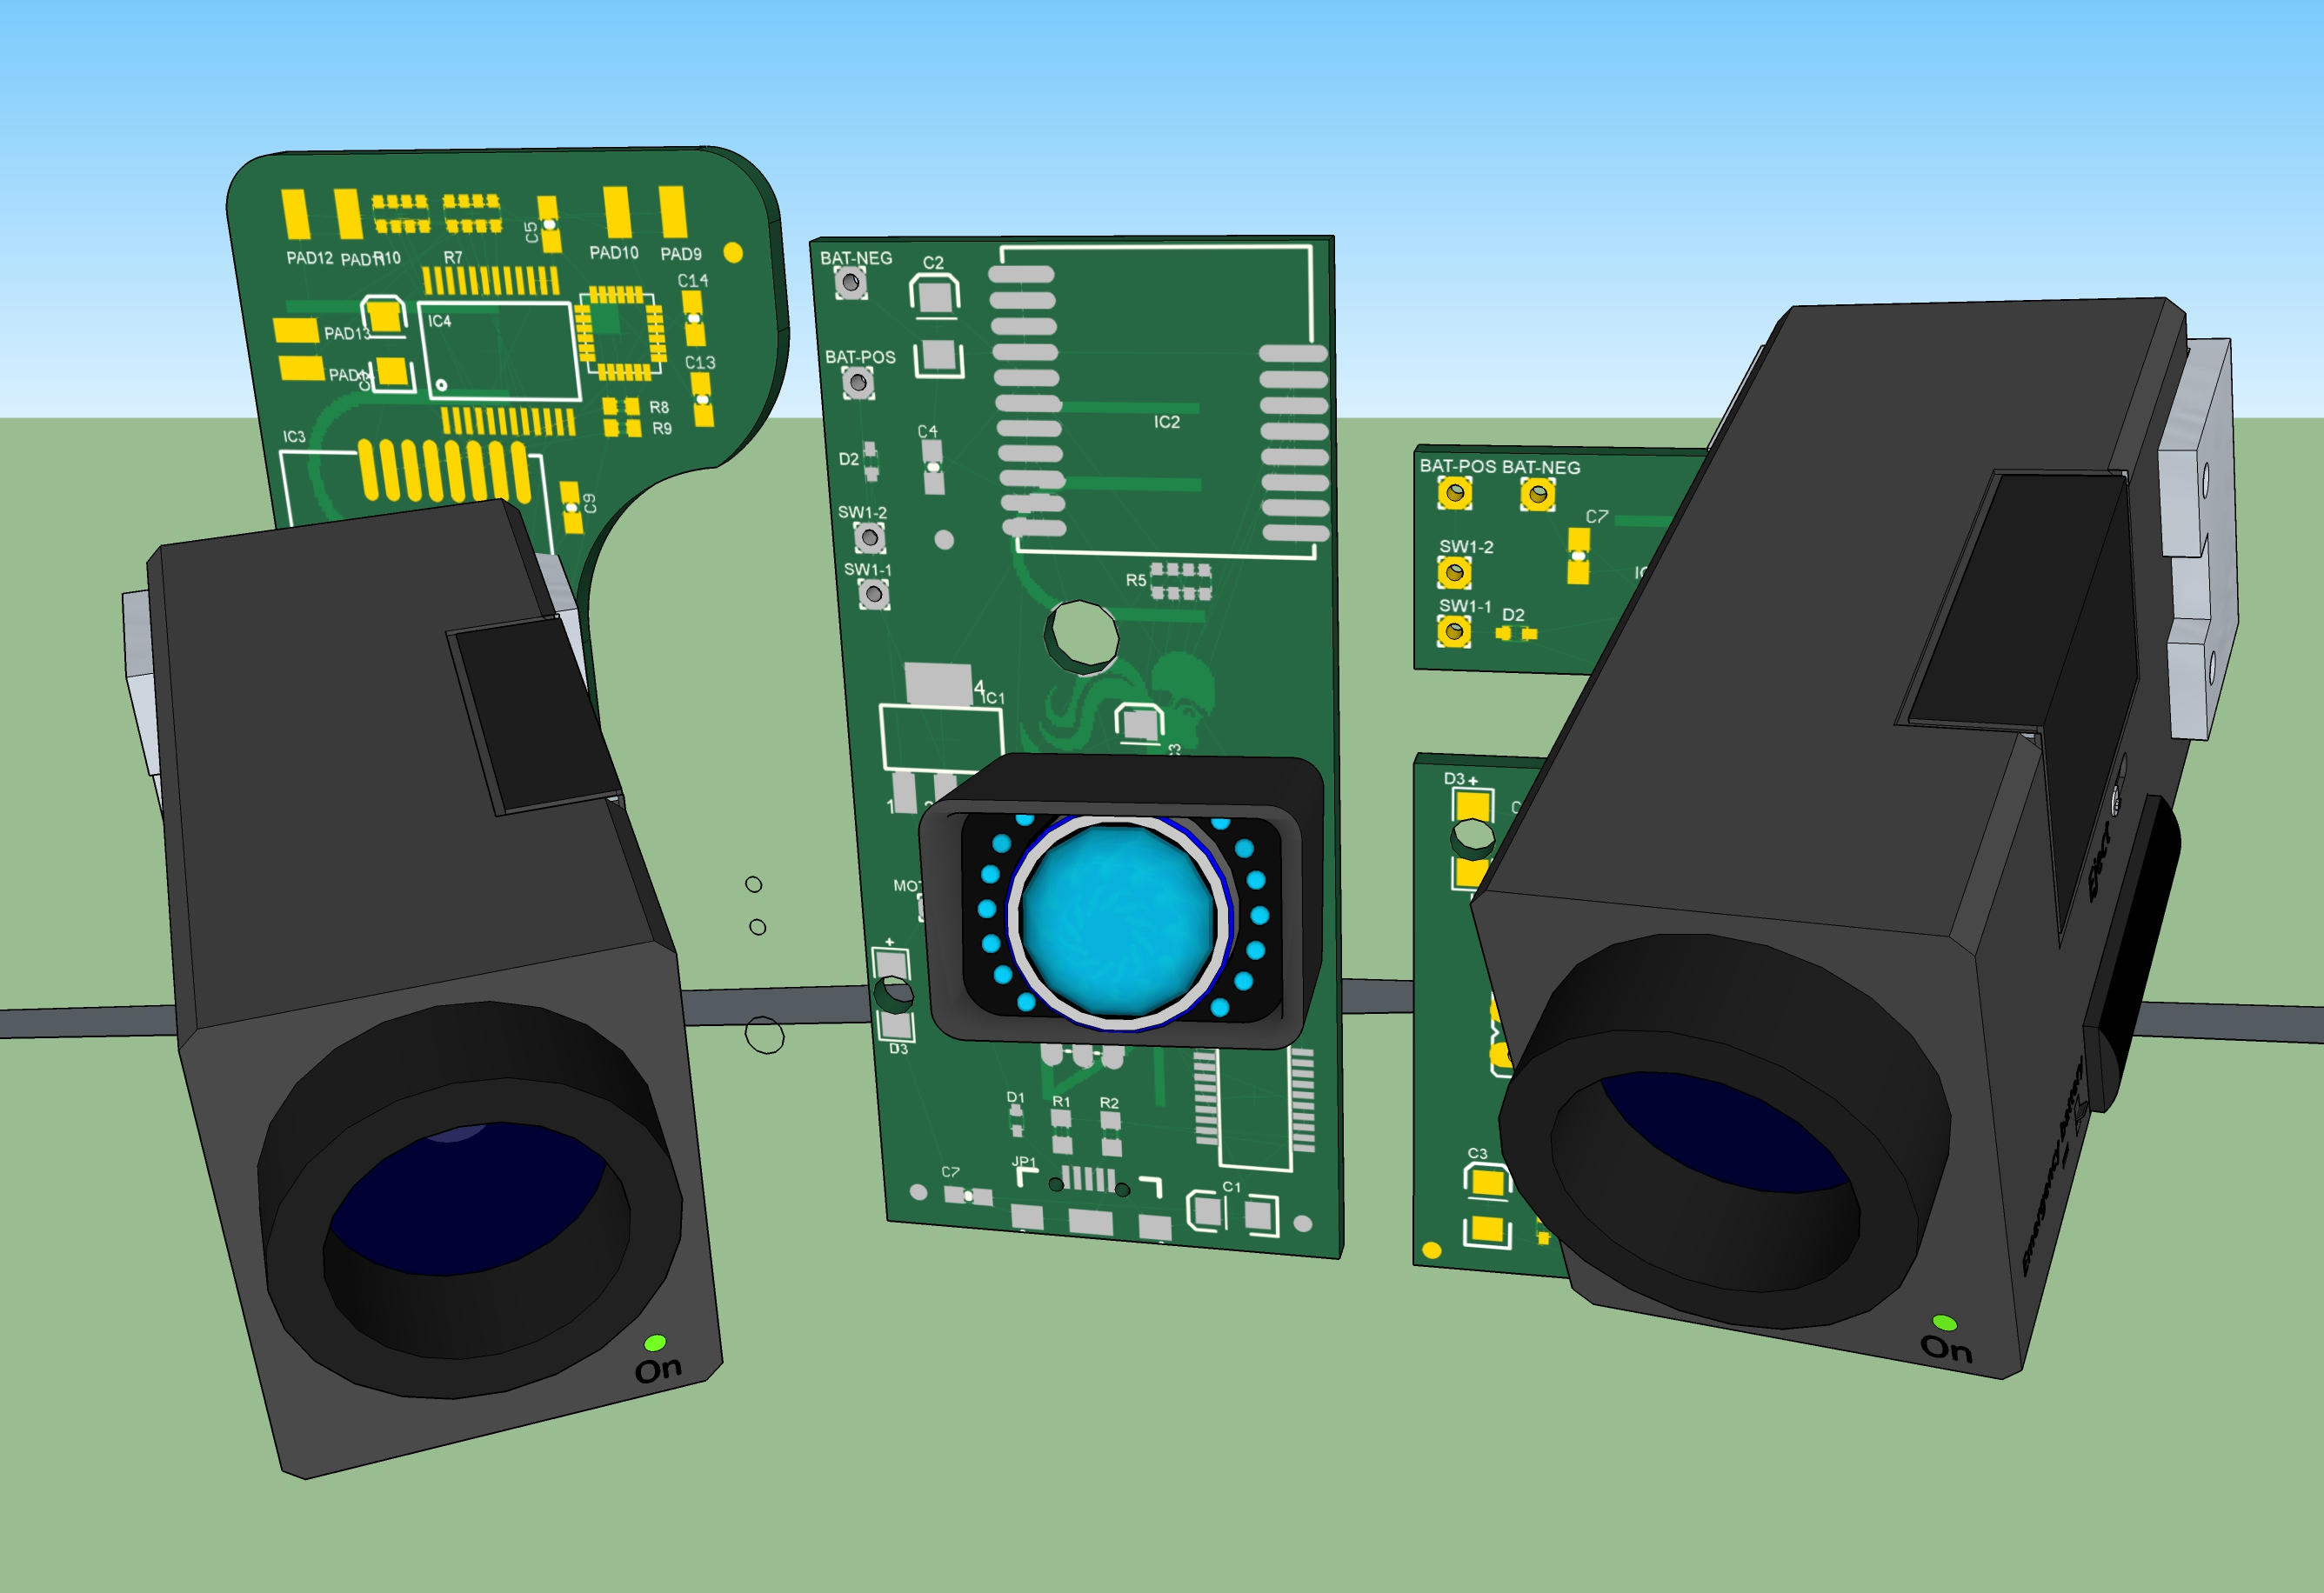 C5
PAD12
R10
R7
PAD10
PAD9
C14
IC4
PAD13
C13
R8
R9
IC3
C9
BAT-NEG
C2
BAT-POS
IC2
C4
D2
SW1-2
SW1-1
R5
4
IC1
1
+
D3
D1
R1
R2
JP1
C7
C1
BAT-POS BAT-NEG
C7
SW1-2
SW1-1
D2
D3+
C3
On
On